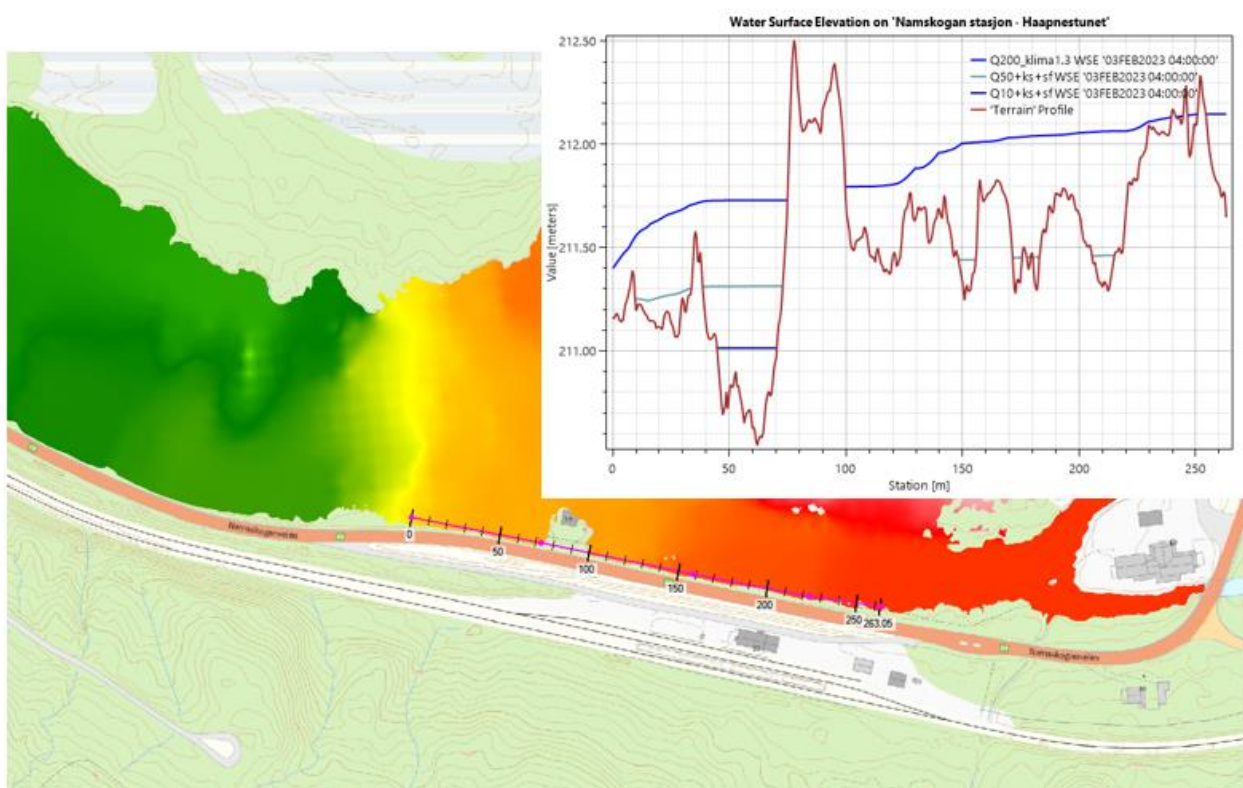 Water Surface Elevation on 'Namskogan stasjon - Haapnestunet'
212.50
Q200_klima1.3 WSE '03FEB2023 04:00:00'
Q50+ks+sf WSE '03FEB2023 04:00:00'
Q10+ks+sf WSE '03FEB2023 04:00:00'
'Terrain' Profile
212.00
Value [meters]
211.50
211.00
0
50
100
150
200
250
Station [m]
Namsskoganveien
0
50
100
150
200
250
263.05